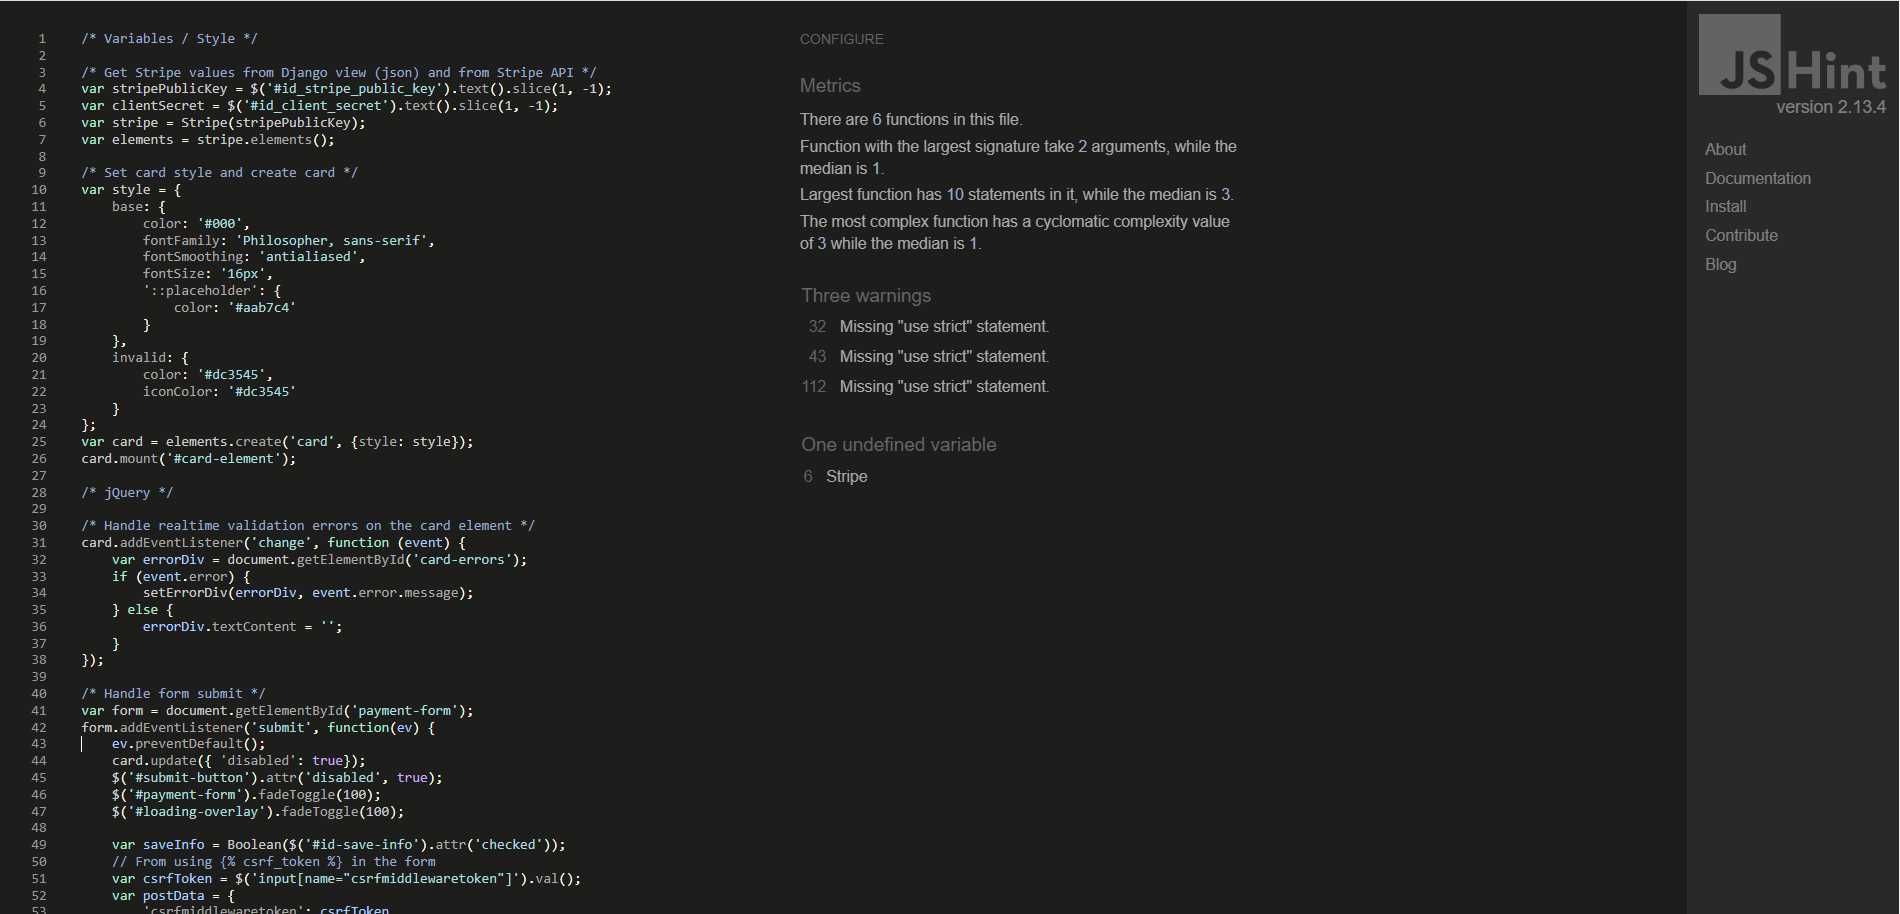 1 /* Variables / Style */
2
3 /* Get Stripe values from Django view (json) and from Stripe API */
4 var stripePublicKey = $('#id_stripe_public_key').text().slice(1, -1);
5 var clientSecret = $('#id_client_secret').text().slice(1, -1);
6 var stripe = Stripe(stripePublicKey);
7 var elements = stripe.elements();
8
9 /* Set card style and create card */
10 var style = {
11 base: {
12 color: '#000',
13 fontFamily: 'Philosopher, sans-serif',
14 fontSmoothing: 'antialiased',
15 fontSize: '16px',
16 '::placeholder': {
17 color: '#aab7c4'
18 }
19 },
20 invalid: {
21 color: '#dc3545',
22 iconColor: '#dc3545'
23 }
24 };
25 var card = elements.create('card', {style: style});
26 card.mount('#card-element');
27
28 /* jQuery */
29
30 /* Handle realtime validation errors on the card element */
31 card.addEventListener('change', function (event) {
32 var errorDiv = document.getElementById('card-errors');
33 if (event.error) {
34 setErrorDiv(errorDiv, event.error.message);
35 } else {
36 errorDiv.textContent = '';
37 }
38 });
39
40 /* Handle form submit */
41 var form = document.getElementById('payment-form');
42 form.addEventListener('submit', function(ev) {
43 ev.preventDefault();
44 card.update({ 'disabled': true});
45 $('#submit-button').attr('disabled', true);
46 $('#payment-form').fadeToggle(100);
47 $('#loading-overlay').fadeToggle(100);
48
49 var saveInfo = Boolean($('#id-save-info').attr('checked'));
50 // From using {% csrf_token %} in the form
51 var csrfToken = $('input[name="csrfmiddlewaretoken"]').val();
52 var postData = {
53 'csrfmiddlewaretoken': csrfToken
CONFIGURE
Metrics
There are 6 functions in this file.
Function with the largest signature take 2 arguments, while the
median is 1.
Largest function has 10 statements in it, while the median is 3.
The most complex function has a cyclomatic complexity value
of 3 while the median is 1.
Three warnings
32 Missing "use strict" statement.
43 Missing "use strict" statement.
112 Missing "use strict" statement.
One undefined variable
6 Stripe
JSHint
version 2.13.4
About
Documentation
Install
Contribute
Blog